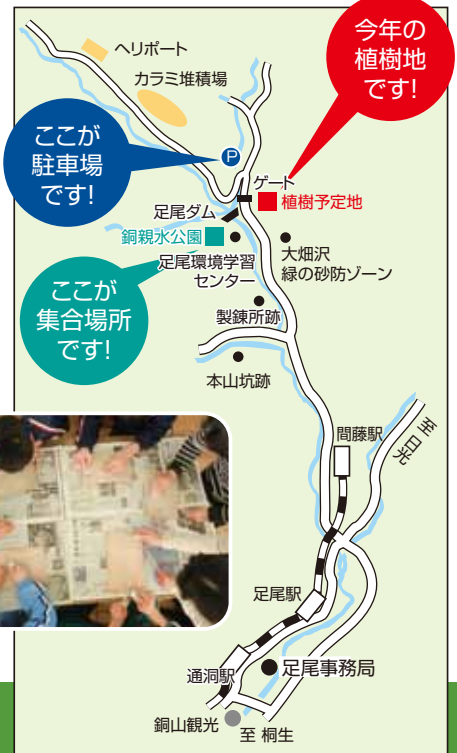 今年の
植樹地
です!
ヘリポート
カラミ堆積場
ここが
駐車場
です!
P
ゲート
植樹予定地
足尾ダム
銅親水公園
足尾環境学習
センター
大畑沢
緑の砂防ゾーン
ここが
集合場所
です!
製錬所跡
本山坑跡
間藤駅
至日光
足尾駅
通洞駅
足尾事務局
銅山観光
至 桐生